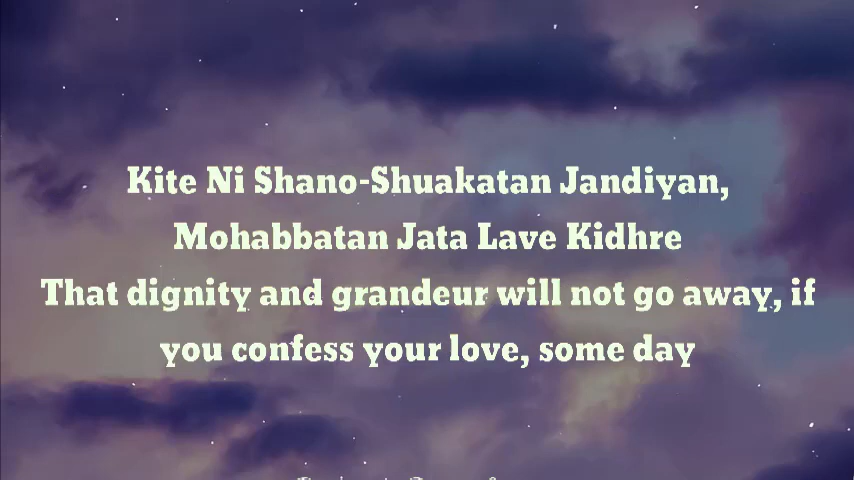 Kite Ni Shano-Shuakatan Jandiyan,
Mohabbatan Jata Lave Kidhre
That dignity and grandeur will not go away, if
you confess your love, some day